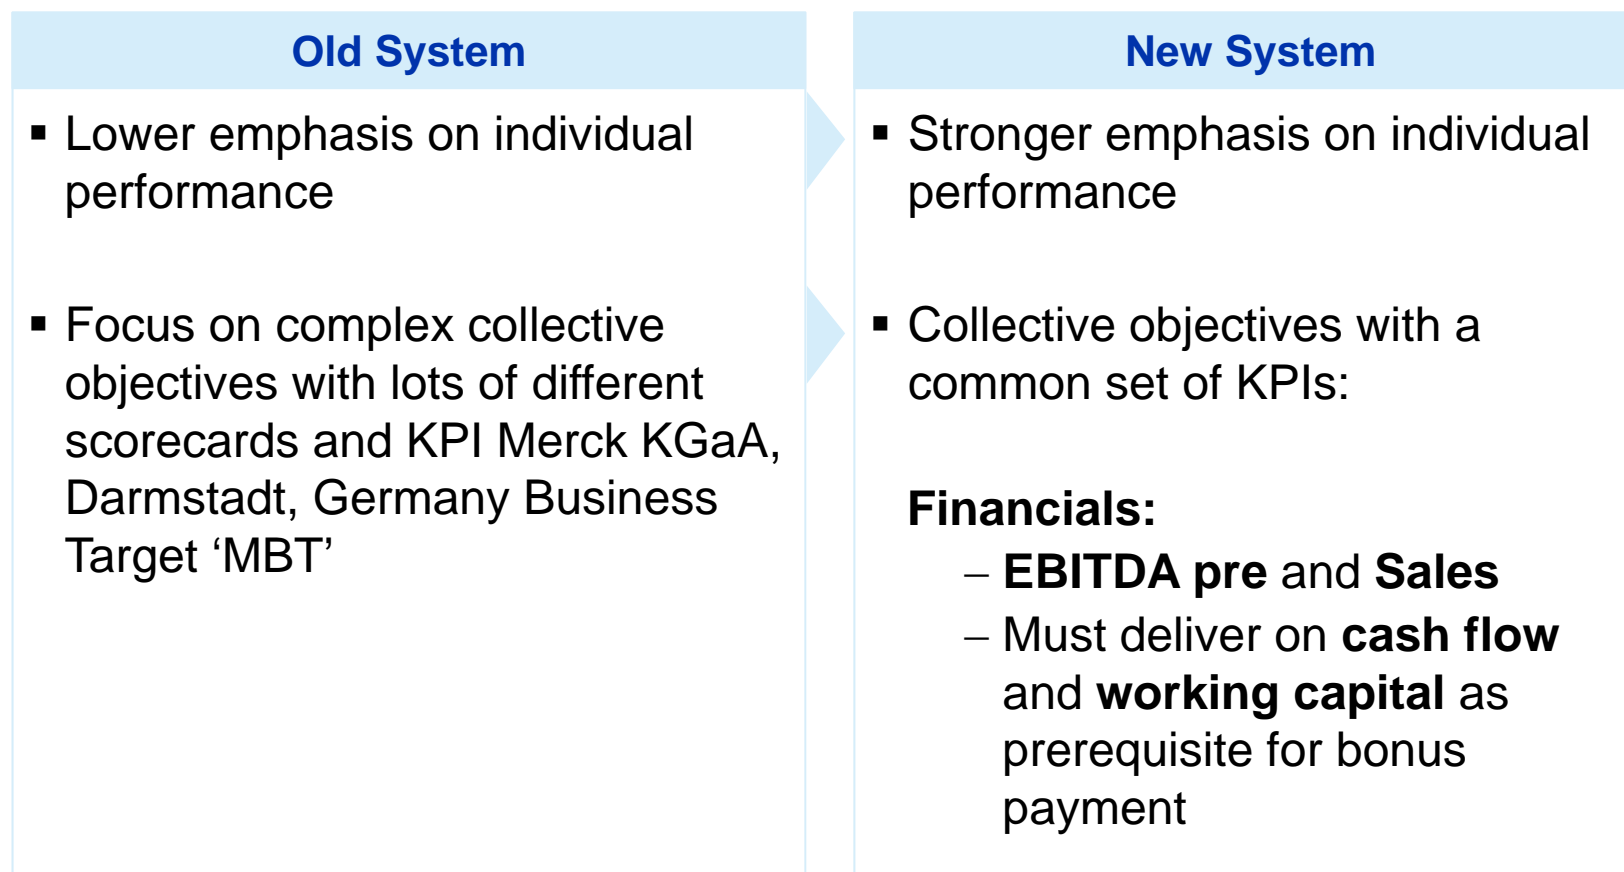 Old System
▪ Lower emphasis on individual
performance
▪ Focus on complex collective
objectives with lots of different
scorecards and KPI Merck KGaA,
Darmstadt, Germany Business
Target ‘MBT’
New System
▪ Stronger emphasis on individual
performance
▪ Collective objectives with a
common set of KPIs:
Financials:
– EBITDA pre and Sales
– Must deliver on cash flow
and working capital as
prerequisite for bonus
payment